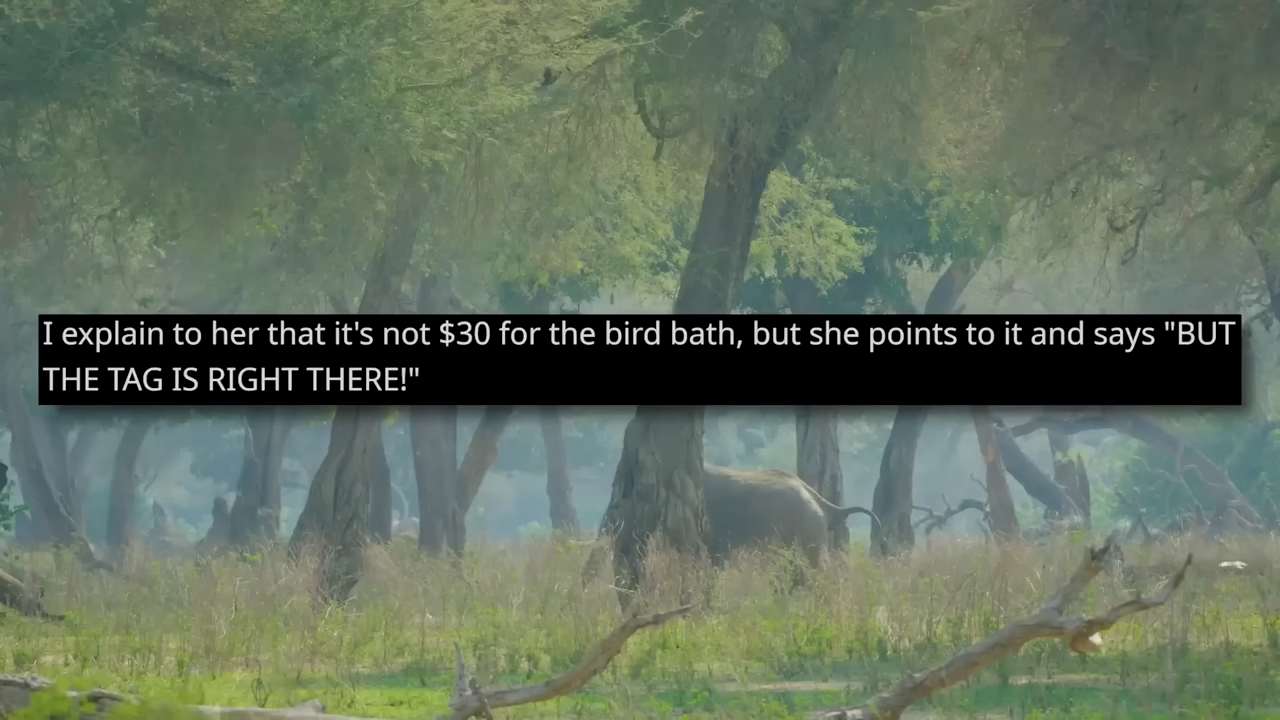 I explain to her that it's not $30 for the bird bath, but she points to it and says "BUT
THE TAG IS RIGHT THERE!"